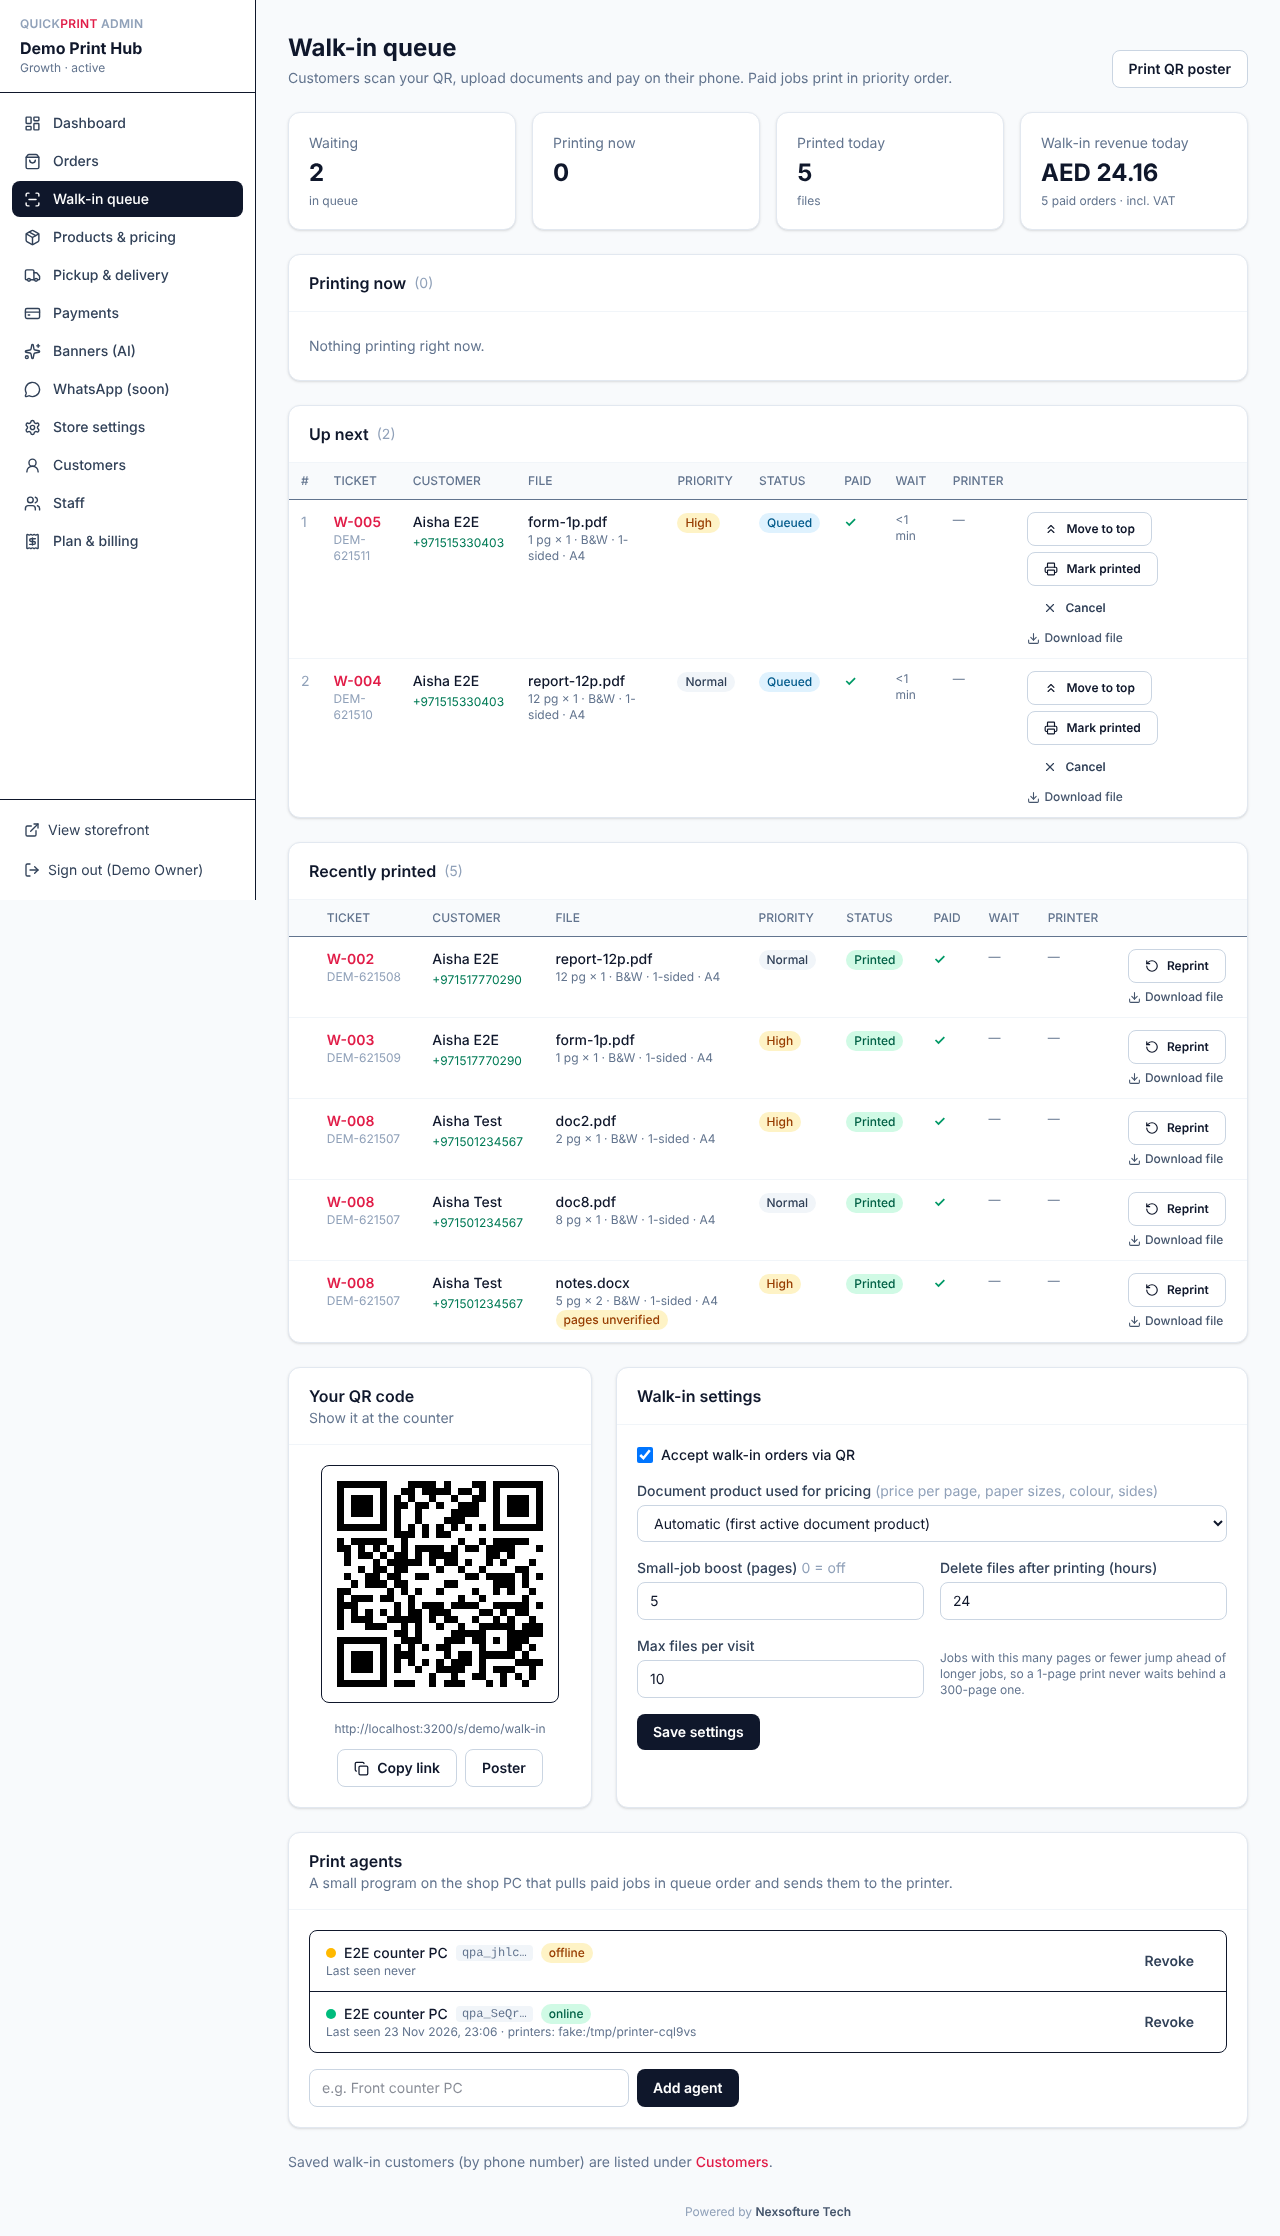 QUICKPRINT ADMIN
Demo Print Hub
Growth · active
Dashboard
Orders
Walk-in queue
Products & pricing
Pickup & delivery
Payments
Banners (AI)
WhatsApp (soon)
Store settings
Customers
Staff
Plan & billing
View storefront
Sign out (Demo Owner)
Walk-in queue
Customers scan your QR, upload documents and pay on their phone. Paid jobs print in priority order.
Print QR poster
Waiting
2
in queue
Printing now
0
Printed today
5
files
Walk-in revenue today
AED 24.16
5 paid orders · incl. VAT
Printing now (0)
Nothing printing right now.
Up next (2)
# TICKET CUSTOMER FILE PRIORITY STATUS PAID WAIT PRINTER
1 W-005 Aisha E2E form-1p.pdf High Queued ✓ <1 — Move to top
DEM- +971515330403 1 pg × 1 · B&W · 1- min
621511 sided · A4
Mark printed
Cancel
Download file
2 W-004 Aisha E2E report-12p.pdf Normal Queued ✓ <1 — Move to top
DEM- +971515330403 12 pg × 1 · B&W · 1- min
621510 sided · A4
Mark printed
Cancel
Download file
Recently printed (5)
TICKET CUSTOMER FILE PRIORITY STATUS PAID WAIT PRINTER
W-002 Aisha E2E report-12p.pdf Normal Printed ✓ — — Reprint
DEM-621508 +971517770290 12 pg × 1 · B&W · 1-sided · A4
Download file
W-003 Aisha E2E form-1p.pdf High Printed ✓ — — Reprint
DEM-621509 +971517770290 1 pg × 1 · B&W · 1-sided · A4
Download file
W-008 Aisha Test doc2.pdf High Printed ✓ — — Reprint
DEM-621507 +971501234567 2 pg × 1 · B&W · 1-sided · A4
Download file
W-008 Aisha Test doc8.pdf Normal Printed ✓ — — Reprint
DEM-621507 +971501234567 8 pg × 1 · B&W · 1-sided · A4
Download file
W-008 Aisha Test notes.docx High Printed ✓ — — Reprint
DEM-621507 +971501234567 5 pg × 2 · B&W · 1-sided · A4
pages unverified
Download file
Your QR code
Show it at the counter
http://localhost:3200/s/demo/walk-in
Copy link
Poster
Walk-in settings
Accept walk-in orders via QR
Document product used for pricing (price per page, paper sizes, colour, sides)
Automatic (first active document product)
Small-job boost (pages) 0 = off
5
Delete files after printing (hours)
24
Max files per visit
10
Jobs with this many pages or fewer jump ahead of
longer jobs, so a 1-page print never waits behind a
300-page one.
Save settings
Print agents
A small program on the shop PC that pulls paid jobs in queue order and sends them to the printer.
E2E counter PC qpa_jhlc… offline
Last seen never
Revoke
E2E counter PC qpa_SeQr… online
Last seen 23 Nov 2026, 23:06 · printers: fake:/tmp/printer-cql9vs
Revoke
e.g. Front counter PC
Add agent
Saved walk-in customers (by phone number) are listed under Customers.
Powered by Nexsofture Tech